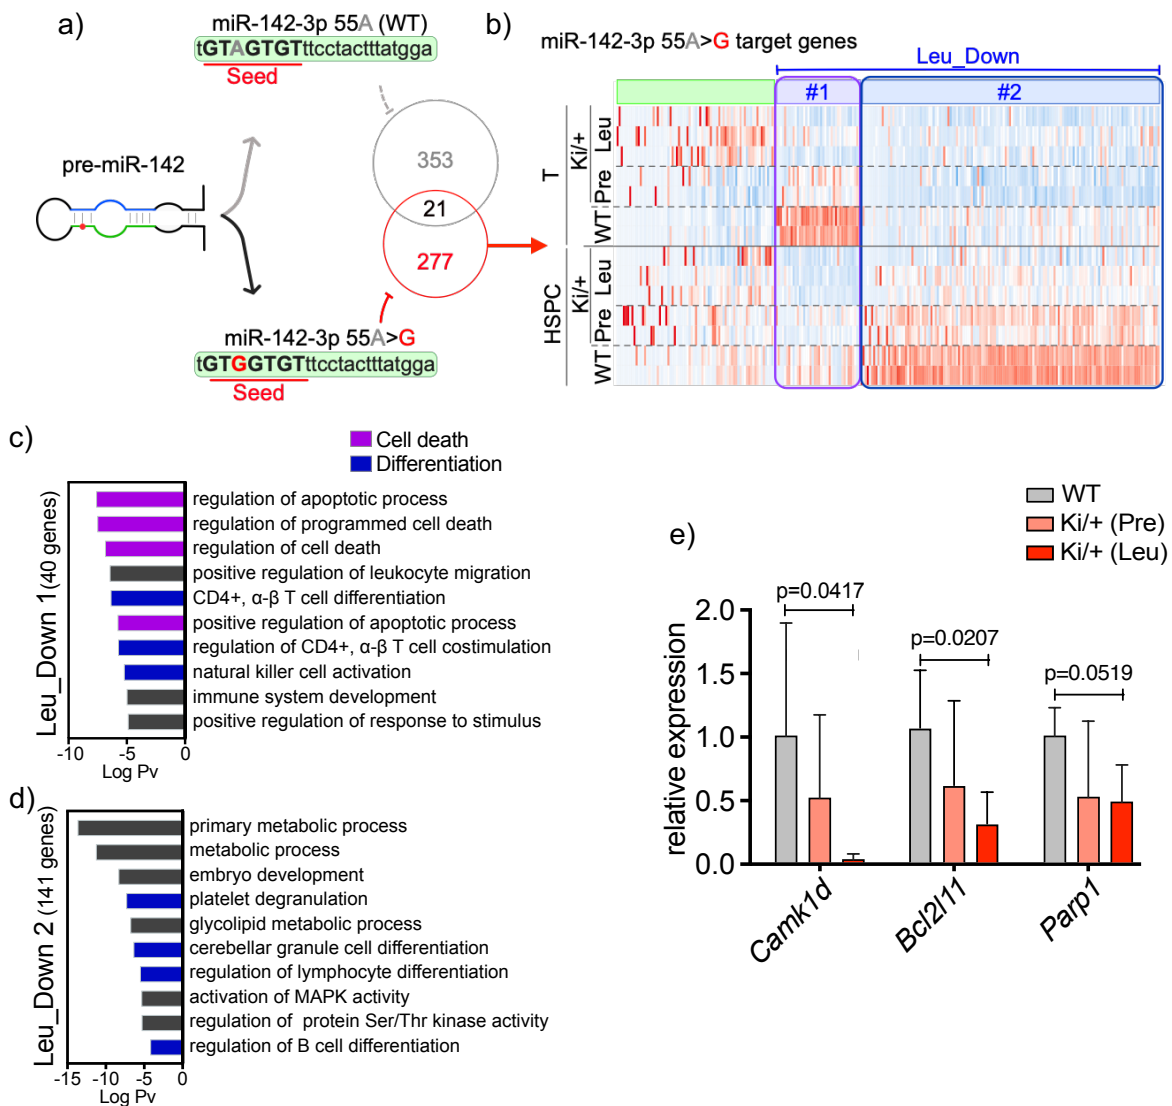 a)
miR-142-3p 55A (WT)
tGTAGTGTttcctactttatgga
Seed
pre-miR-142
353
21
277
miR-142-3p 55A>G
tGTGGTGTttcctactttatgga
Seed
b)
miR-142-3p 55A>G target genes
Leu_Down
#1
#2
T
Ki/+
Leu
Pre
WT
HSPC
Ki/+
Leu
Pre
WT
c)
Cell death
Differentiation
Leu_Down 1(40 genes)
regulation of apoptotic process
regulation of programmed cell death
regulation of cell death
positive regulation of leukocyte migration
CD4+, α-β T cell differentiation
positive regulation of apoptotic process
regulation of CD4+, α-β T cell costimulation
natural killer cell activation
immune system development
positive regulation of response to stimulus
-10 -5 0
Log Pv
d)
Leu_Down 2 (141 genes)
primary metabolic process
metabolic process
embryo development
platelet degranulation
glycolipid metabolic process
cerebellar granule cell differentiation
regulation of lymphocyte differentiation
activation of MAPK activity
regulation of protein Ser/Thr kinase activity
regulation of B cell differentiation
-15 -10 -5 0
Log Pv
e)
WT
Ki/+ (Pre)
Ki/+ (Leu)
p=0.0417
p=0.0207
p=0.0519
relative expression
2.0
1.5
1.0
0.5
0.0
Camk1d
Bcl2l11
Parp1